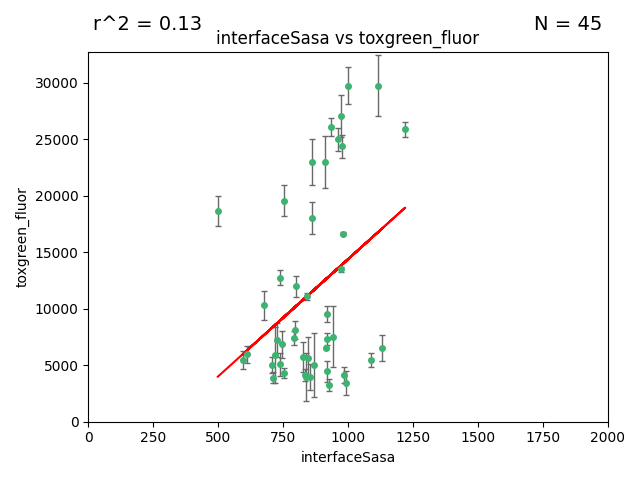 r^2 = 0.13
N = 45
interfaceSasa vs toxgreen_fluor
toxgreen_fluor
30000
25000
20000
15000
10000
5000
0
0 250 500 750 1000 1250 1500 1750 2000
interfaceSasa